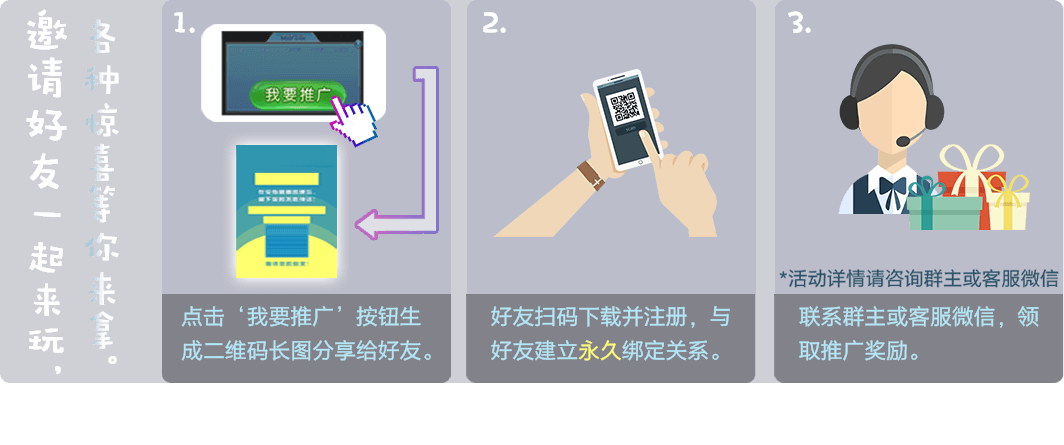 邀请好友一起来玩，
各种惊喜等你来拿。
1.
我要推广
2.
3.
*活动详情请咨询群主或客服微信
点击‘我要推广’按钮生
成二维码长图分享给好友。
好友扫码下载并注册，与
好友建立永久绑定关系。
联系群主或客服微信，领
取推广奖励。